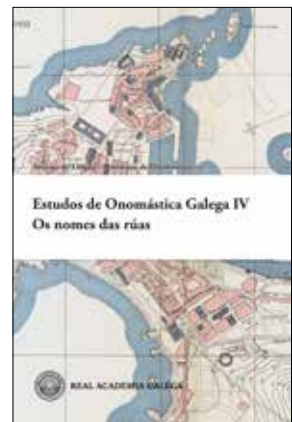 Estudos de Onomástica Galega IV
Os nomes das rúas
REAL ACADEMIA GALEGA